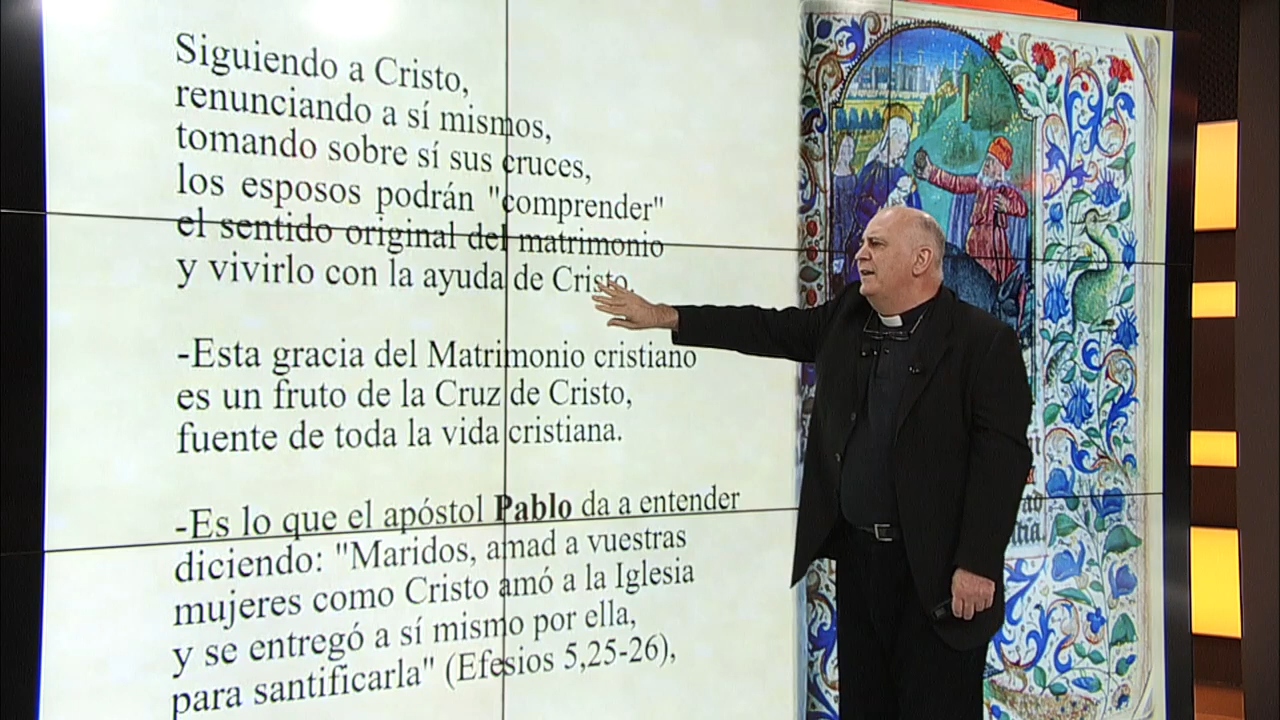 Siguiendo a Cristo,
renunciando a sí mismos,
tomando sobre sí sus cruces,
los esposos podrán "comprender"
el sentido original del matrimonio
y vivirlo con la ayuda de Cristo.
-Esta gracia del Matrimonio cristiano
es un fruto de la Cruz de Cristo,
fuente de toda la vida cristiana.
-Es lo que el apóstol Pablo da a entender
diciendo: "Maridos, amad a vuestras
mujeres como Cristo amó a la Iglesia
y se entregó a sí mismo por ella,
para santificarla" (Efesios 5,25-26),